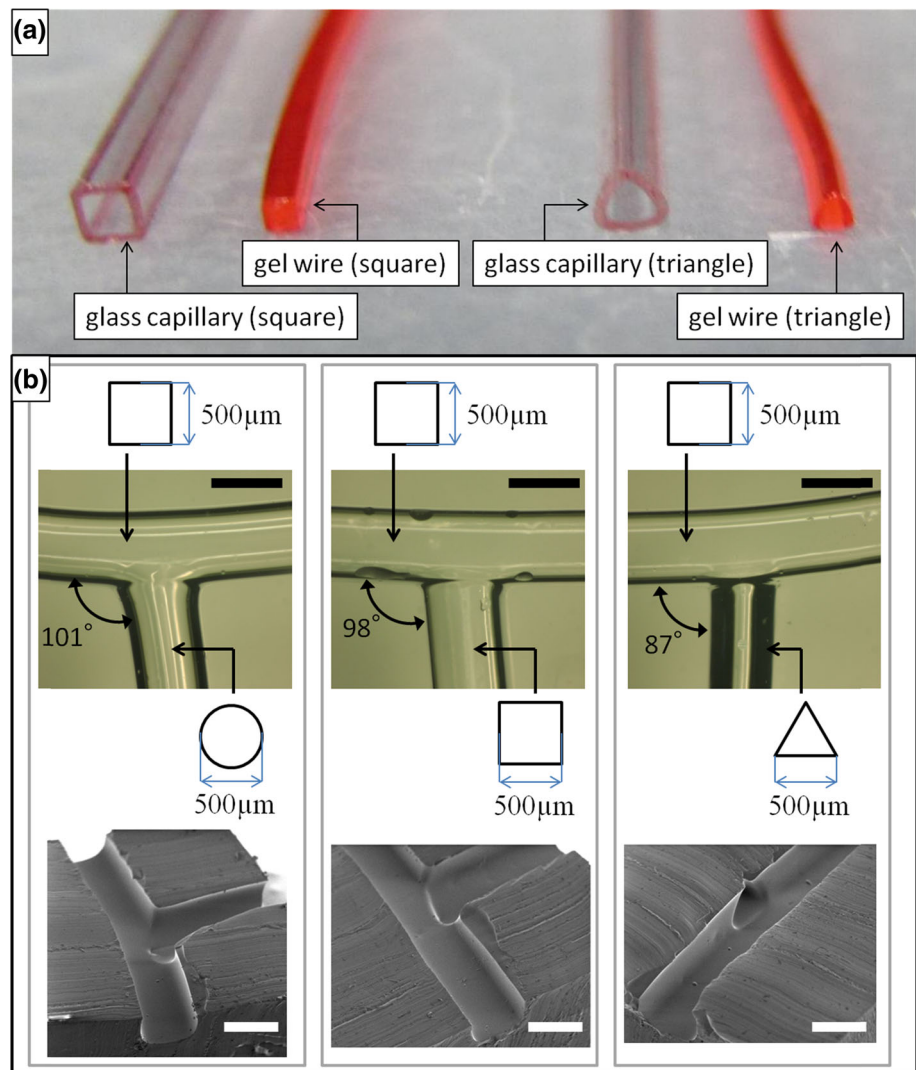 (a)
gel wire (square)
glass capillary (triangle)
glass capillary (square)
gel wire (triangle)
(b)
500µm
500µm
500µm
101°
98°
87°
500µm
500µm
500µm